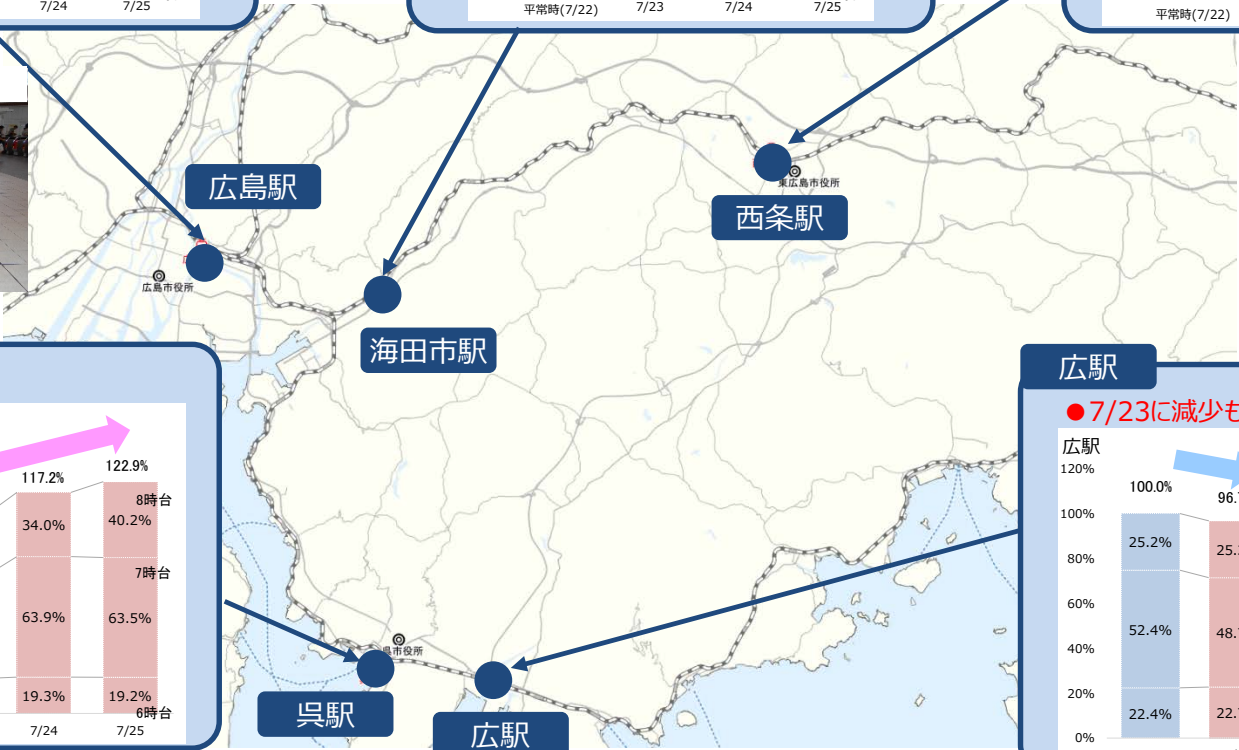 7/24
7/25
平常時(7/22)
7/23
7/24
7/25
平常時(7/22)
広島駅
西条駅
東広島市役所
広島市役所
海田市駅
広駅
●7/23に減少も
広駅
120%
100%
80%
60%
40%
20%
0%
100.0%
96.
25.2%
25.
52.4%
48.
22.4%
22.
117.2%
122.9%
8時台
34.0%
40.2%
7時台
63.9%
63.5%
19.3%
19.2%
6時台
7/24
7/25
市役所
呉駅
広駅